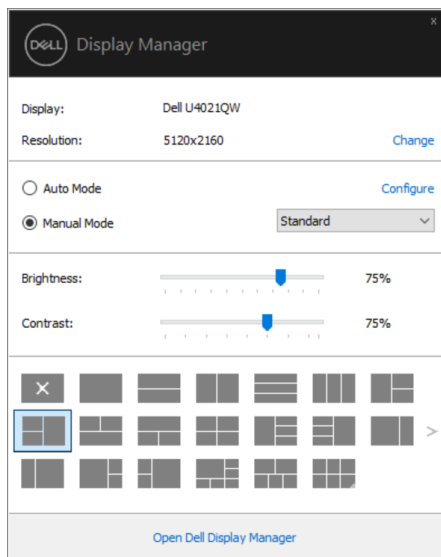 x
DELL Display Manager
Display: Dell U4021QW
Resolution: 5120x2160 Change
Auto Mode Configure
Manual Mode Standard
Brightness: 75%
Contrast: 75%
Open Dell Display Manager